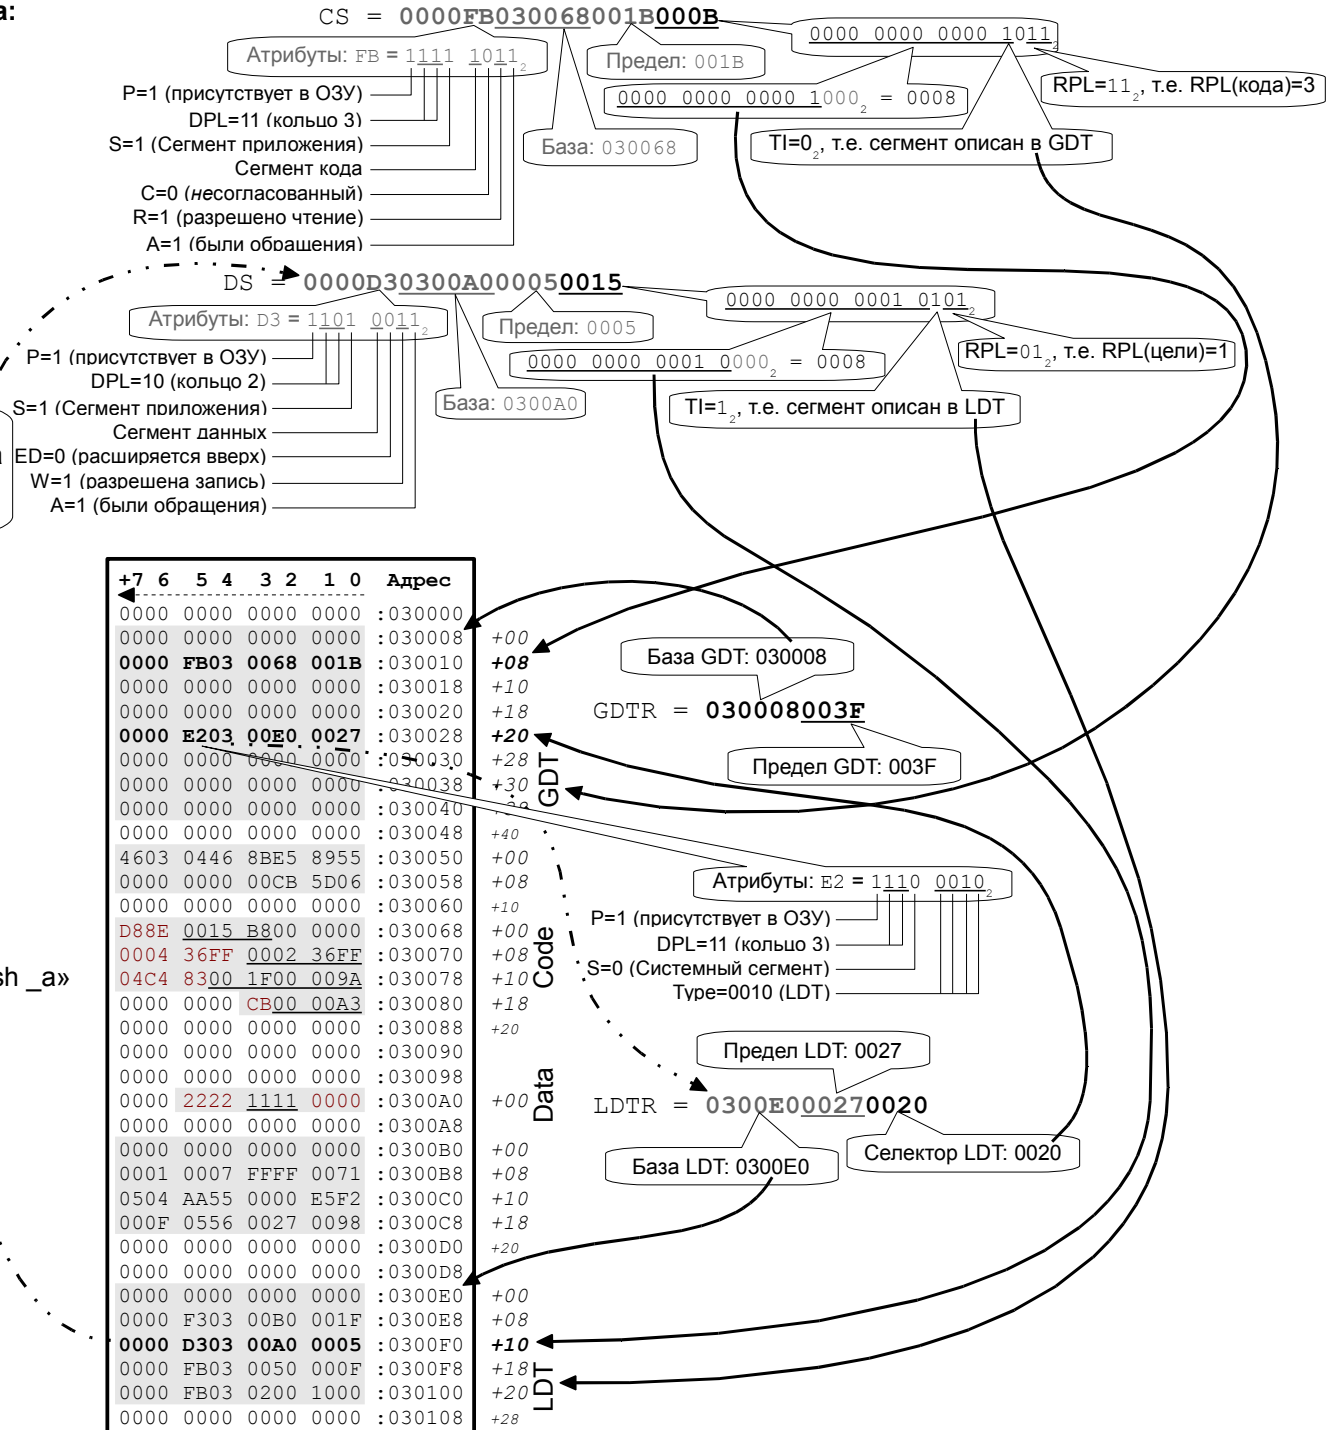 а:
CS = 0000FB030068001B000B
0000 0000 0000 1011₂
Атрибуты: FB = 1111 1011₂
Предел: 001B
RPL=11₂, т.е. RPL(кода)=3
0000 0000 0000 1000₂ = 0008
P=1 (присутствует в ОЗУ)
DPL=11 (кольцо 3)
S=1 (Сегмент приложения)
База: 030068
TI=0₂, т.е. сегмент описан в GDT
Сегмент кода
C=0 (несогласованный)
R=1 (разрешено чтение)
A=1 (были обращения)
DS = 0000D30300A000050015
0000 0000 0001 0101₂
Атрибуты: D3 = 1101 0011₂
Предел: 0005
RPL=01₂, т.е. RPL(цели)=1
0000 0000 0001 0000₂ = 0008
P=1 (присутствует в ОЗУ)
DPL=10 (кольцо 2)
База: 0300A0
TI=1₂, т.е. сегмент описан в LDT
S=1 (Сегмент приложения)
Сегмент данных
ED=0 (расширяется вверх)
W=1 (разрешена запись)
A=1 (были обращения)
+7 6 5 4 3 2 1 0 Адрес
0000 0000 0000 0000 :030000
0000 0000 0000 0000 :030008 +00
0000 FB03 0068 001B :030010 +08
0000 0000 0000 0000 :030018 +10
0000 0000 0000 0000 :030020 +18
0000 E203 00E0 0027 :030028 +20
0000 0000 0000 0000 :030030 +28
0000 0000 0000 0000 :030038 +30
0000 0000 0000 0000 :030040
0000 0000 0000 0000 :030048 +40
4603 0446 8BE5 8955 :030050 +00
0000 0000 00CB 5D06 :030058 +08
0000 0000 0000 0000 :030060 +10
D88E 0015 B800 0000 :030068 +00
0004 36FF 0002 36FF :030070 +08
04C4 8300 1F00 009A :030078 +10
0000 0000 CB00 00A3 :030080 +18
0000 0000 0000 0000 :030088 +20
0000 0000 0000 0000 :030090
0000 0000 0000 0000 :030098
0000 2222 1111 0000 :0300A0 +00
0000 0000 0000 0000 :0300A8
0000 0000 0000 0000 :0300B0 +00
0001 0007 FFFF 0071 :0300B8 +08
0504 AA55 0000 E5F2 :0300C0 +10
000F 0556 0027 0098 :0300C8 +18
0000 0000 0000 0000 :0300D0 +20
0000 0000 0000 0000 :0300D8
0000 0000 0000 0000 :0300E0 +00
0000 F303 00B0 001F :0300E8 +08
0000 D303 00A0 0005 :0300F0 +10
0000 FB03 0050 000F :0300F8 +18
0000 FB03 0200 1000 :030100 +20
0000 0000 0000 0000 :030108 +28
GDT
Code
Data
LDT
sh _a»
База GDT: 030008
GDTR = 030008003F
Предел GDT: 003F
Атрибуты: E2 = 1110 0010₂
P=1 (присутствует в ОЗУ)
DPL=11 (кольцо 3)
S=0 (Системный сегмент)
Type=0010 (LDT)
Предел LDT: 0027
LDTR = 0300E000270020
База LDT: 0300E0
Селектор LDT: 0020